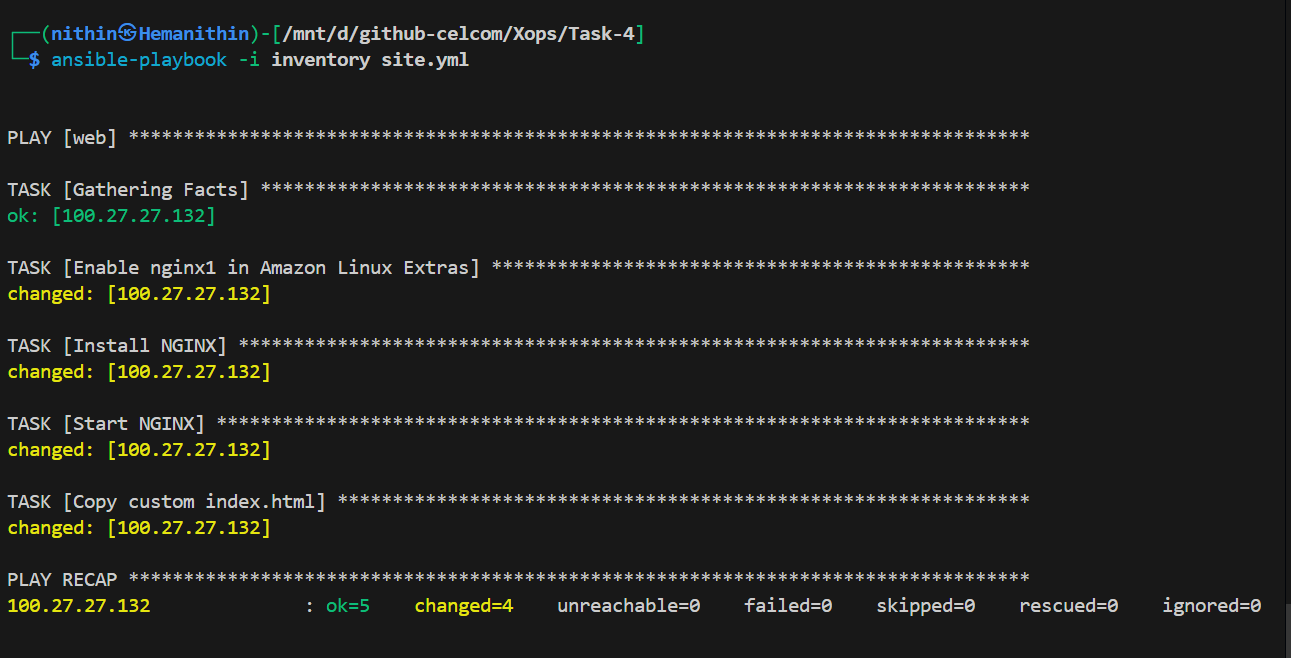 ┌──(nithin㉿Hemanithin)-[/mnt/d/github-celcom/Xops/Task-4]
└─$ ansible-playbook -i inventory site.yml
PLAY [web] **********************************************************************************
TASK [Gathering Facts] **********************************************************************
ok: [100.27.27.132]
TASK [Enable nginx1 in Amazon Linux Extras] *************************************************
changed: [100.27.27.132]
TASK [Install NGINX] ************************************************************************
changed: [100.27.27.132]
TASK [Start NGINX] **************************************************************************
changed: [100.27.27.132]
TASK [Copy custom index.html] ***************************************************************
changed: [100.27.27.132]
PLAY RECAP **********************************************************************************
100.27.27.132              : ok=5    changed=4    unreachable=0    failed=0    skipped=0    rescued=0    ignored=0